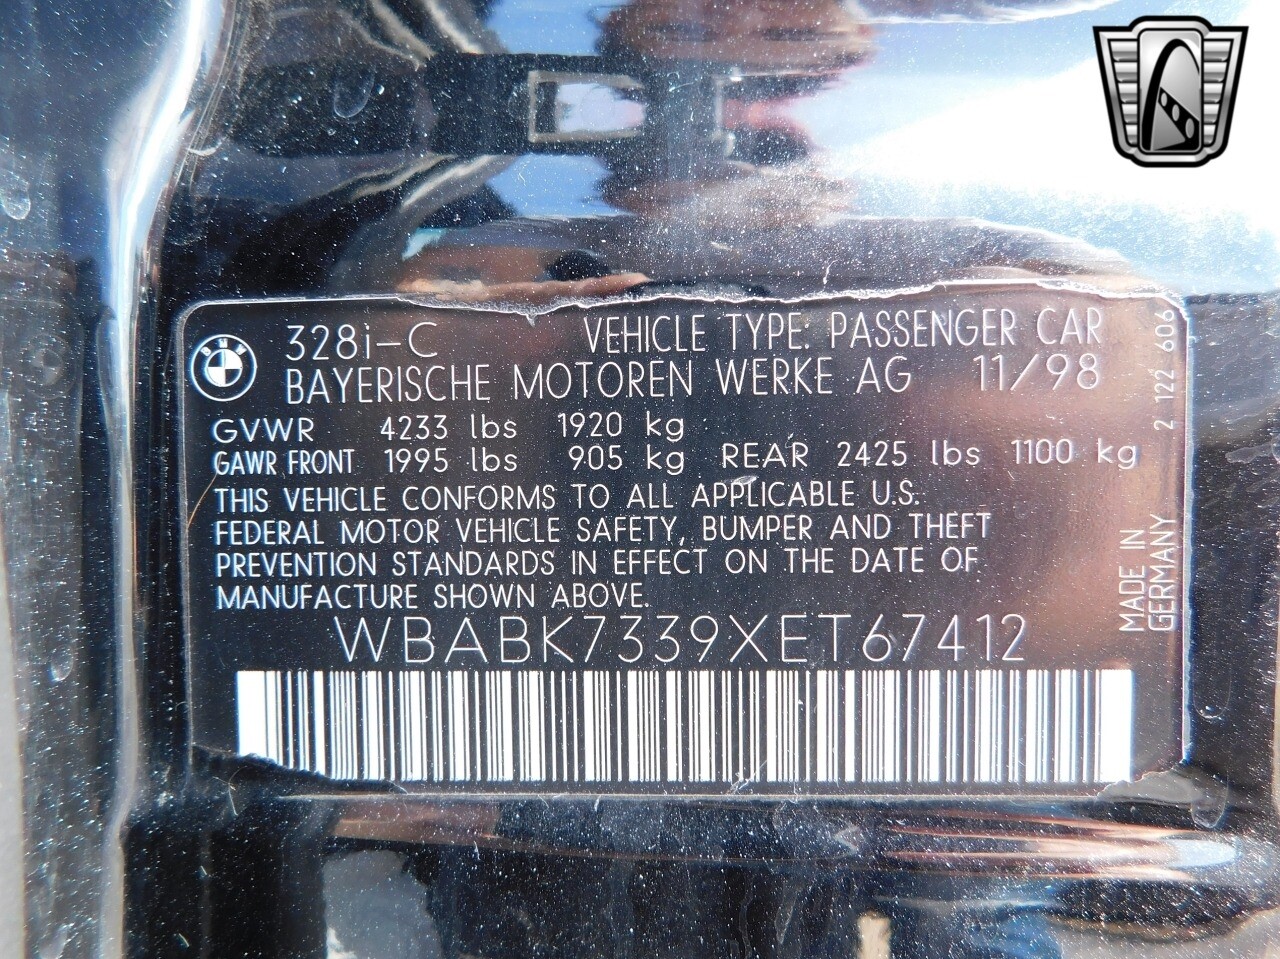 BMW
328i-C VEHICLE TYPE: PASSENGER CAR
BAYERISCHE MOTOREN WERKE AG 11/98
GVWR 4233 lbs 1920 kg
GAWR FRONT 1995 lbs 905 kg REAR 2425 lbs 1100 kg
THIS VEHICLE CONFORMS TO ALL APPLICABLE U.S.
FEDERAL MOTOR VEHICLE SAFETY, BUMPER AND THEFT
PREVENTION STANDARDS IN EFFECT ON THE DATE OF
MANUFACTURE SHOWN ABOVE.
WBABK7339XET67412
MADE IN
GERMANY
2 122 606